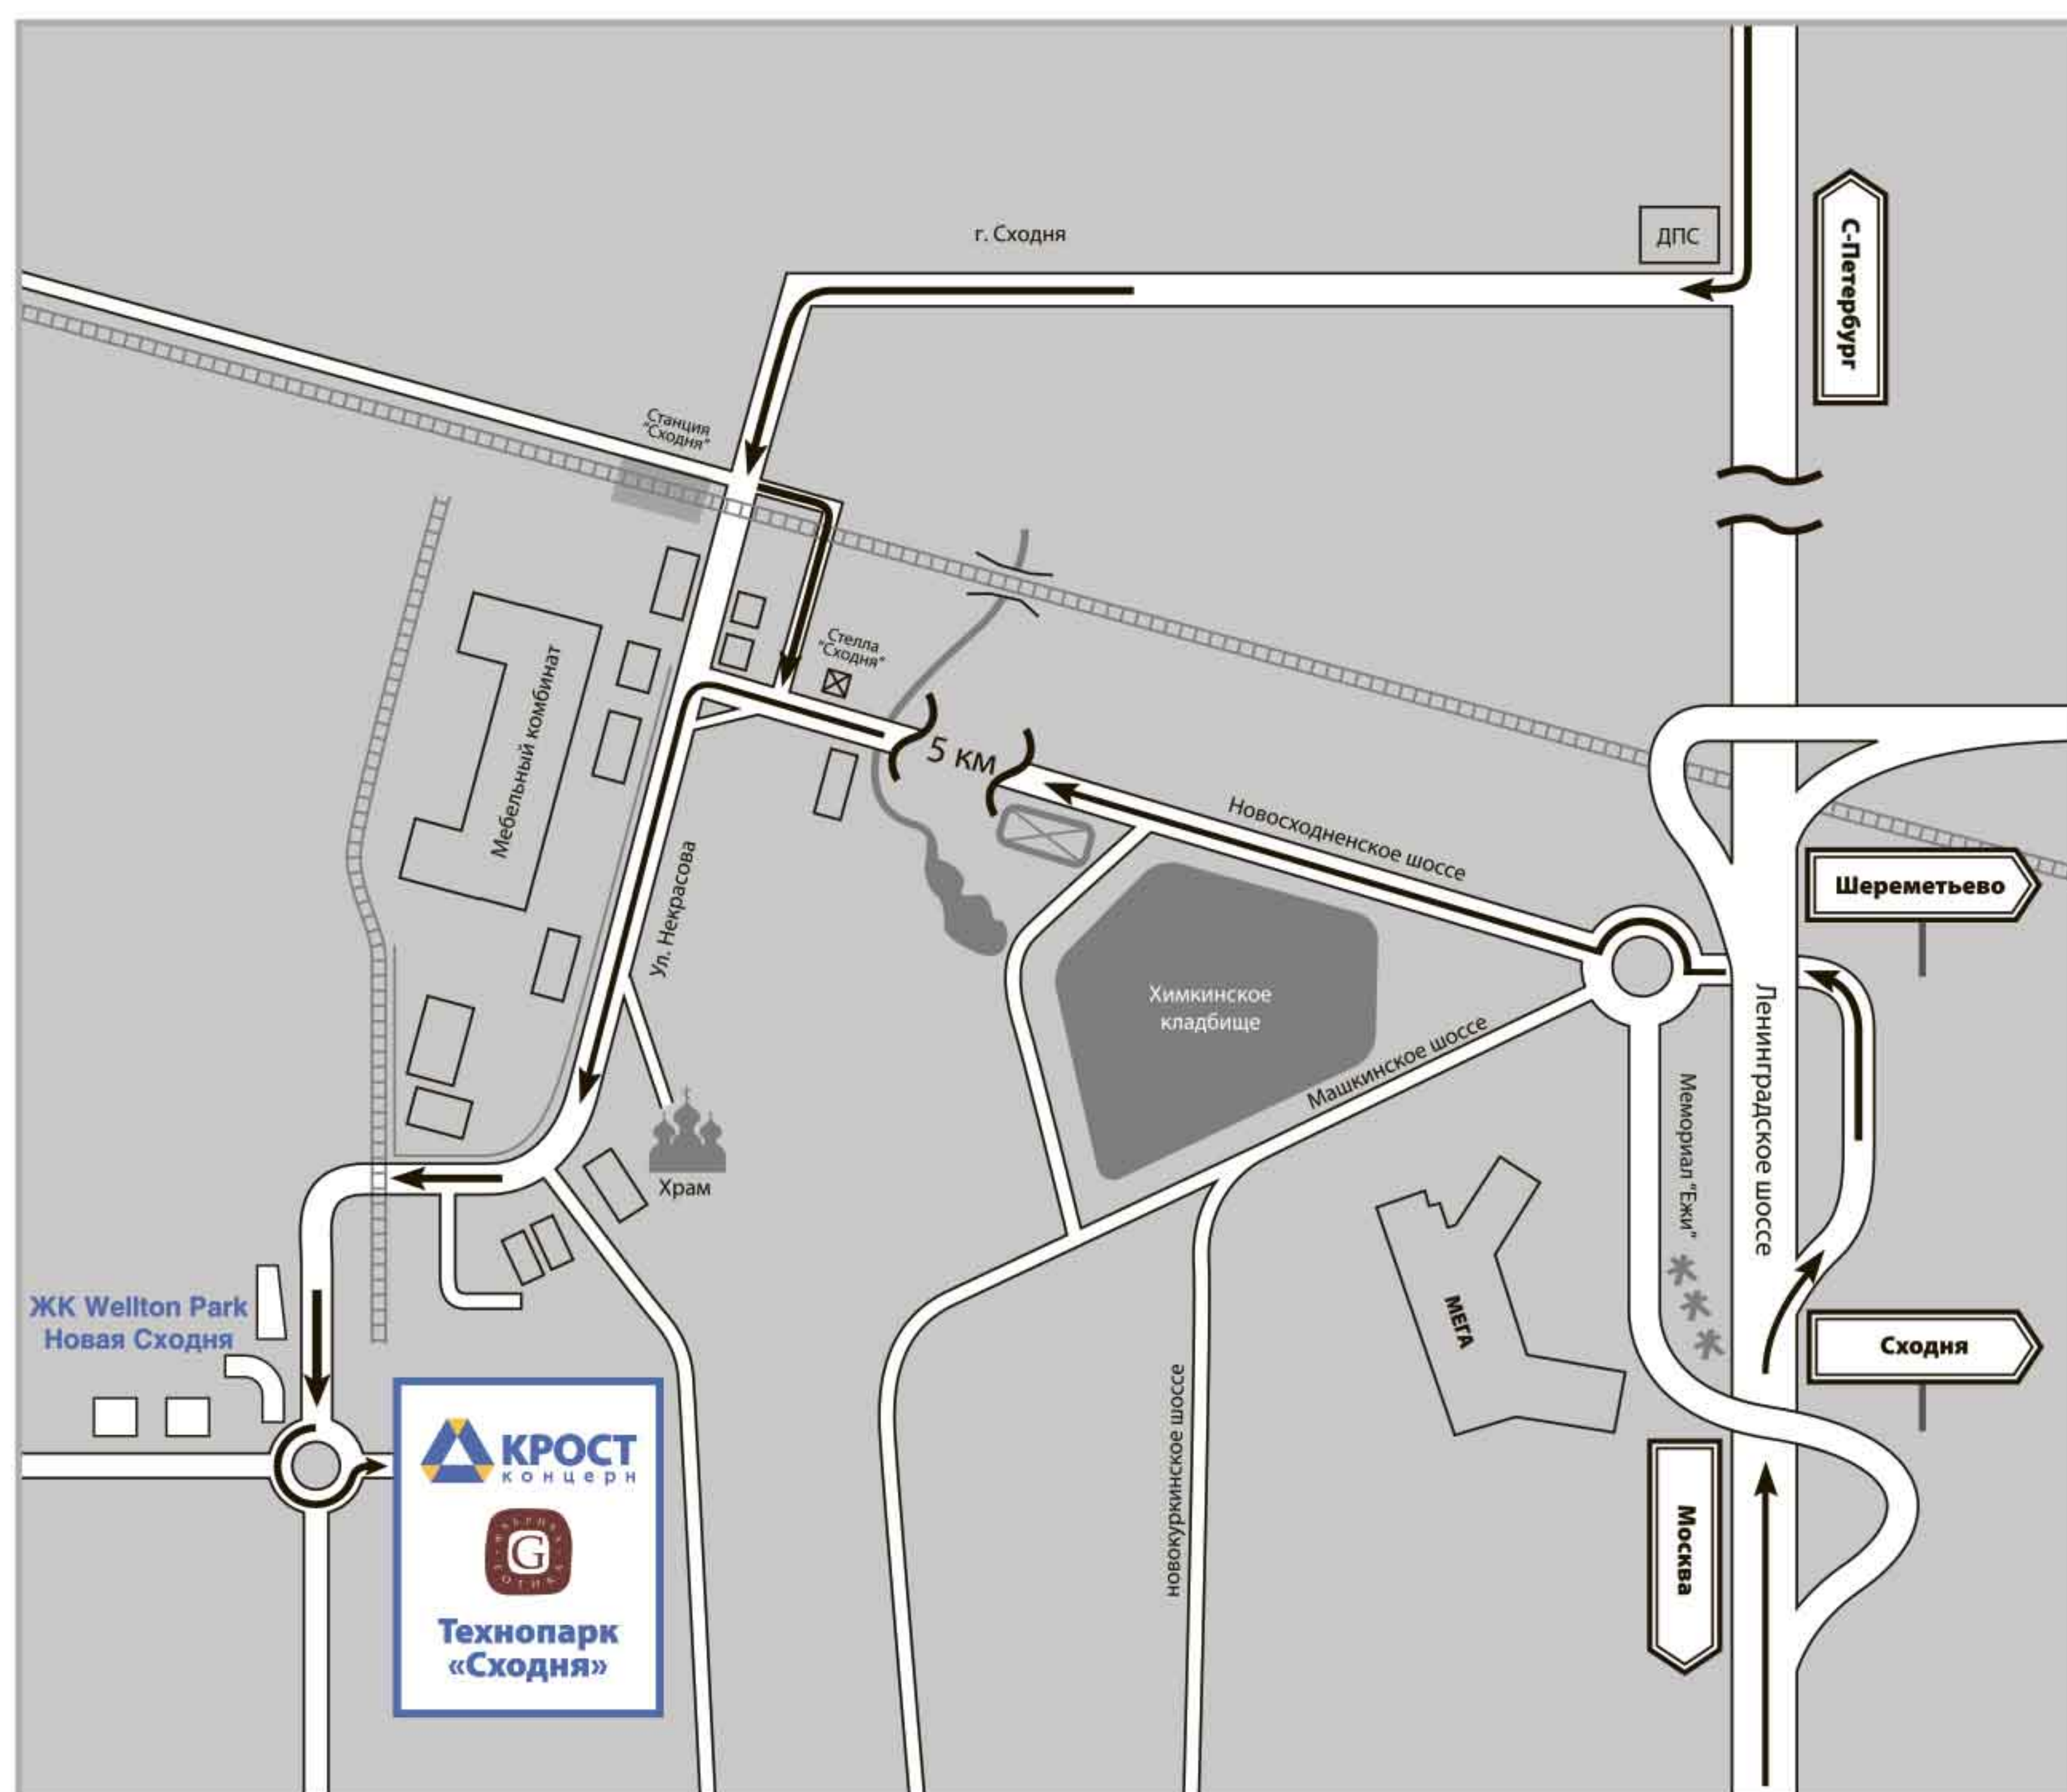 г. Сходня
ДПС
С-Петербург
Станция
"Сходня"
Стелла
"Сходня"
Мебельный комбинат
5 км
Новосходненское шоссе
Шереметьево
Ул. Некрасова
Химкинское
кладбище
Машкинское шоссе
Ленинградское шоссе
Мемориал "Ежи"
Храм
МЕГА
Сходня
ЖК Wellton Park
Новая Сходня
новокуркинское шоссе
Москва
КРОСТ
концерн
ФАБРИКА
G
ГОТИКА
Технопарк
«Сходня»